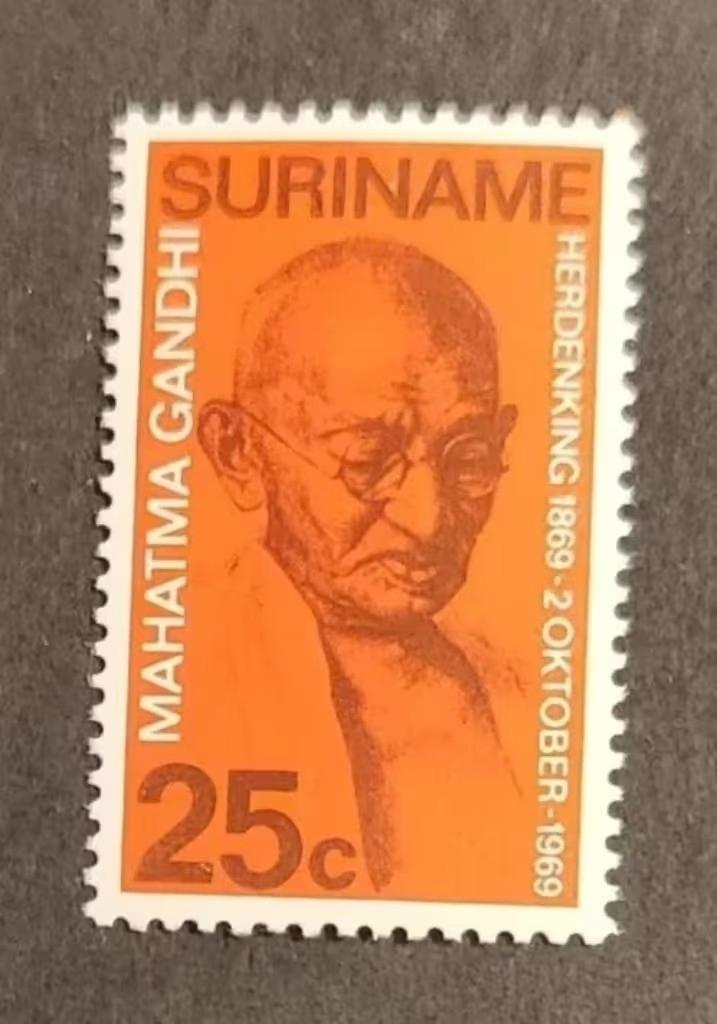 SURINAME
MAHATMA GANDHI
HERDENKING 1869 - 2 OKTOBER - 1969
25c